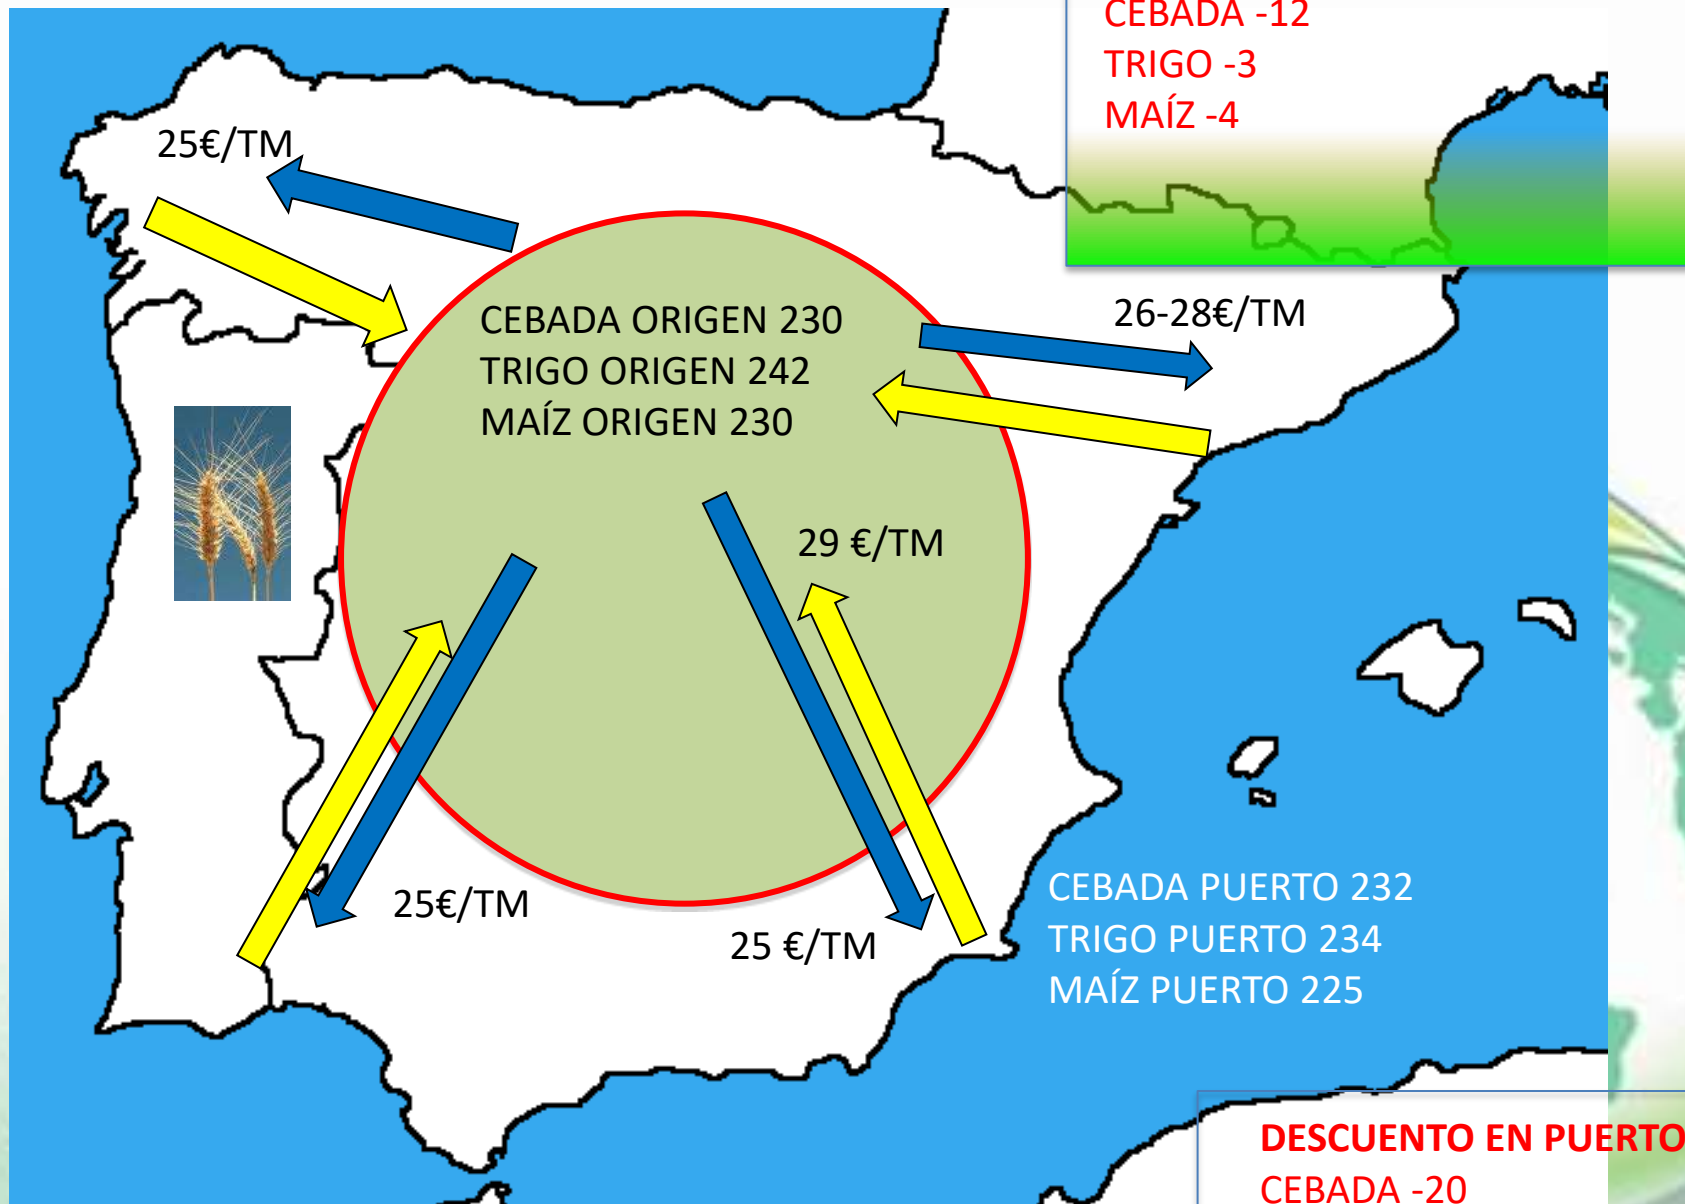 CEBADA -12
TRIGO -3
MAÍZ -4
25€/TM
26-28€/TM
CEBADA ORIGEN 230
TRIGO ORIGEN 242
MAÍZ ORIGEN 230
29 €/TM
25€/TM
25 €/TM
CEBADA PUERTO 232
TRIGO PUERTO 234
MAÍZ PUERTO 225
DESCUENTO EN PUERTO
CEBADA -20